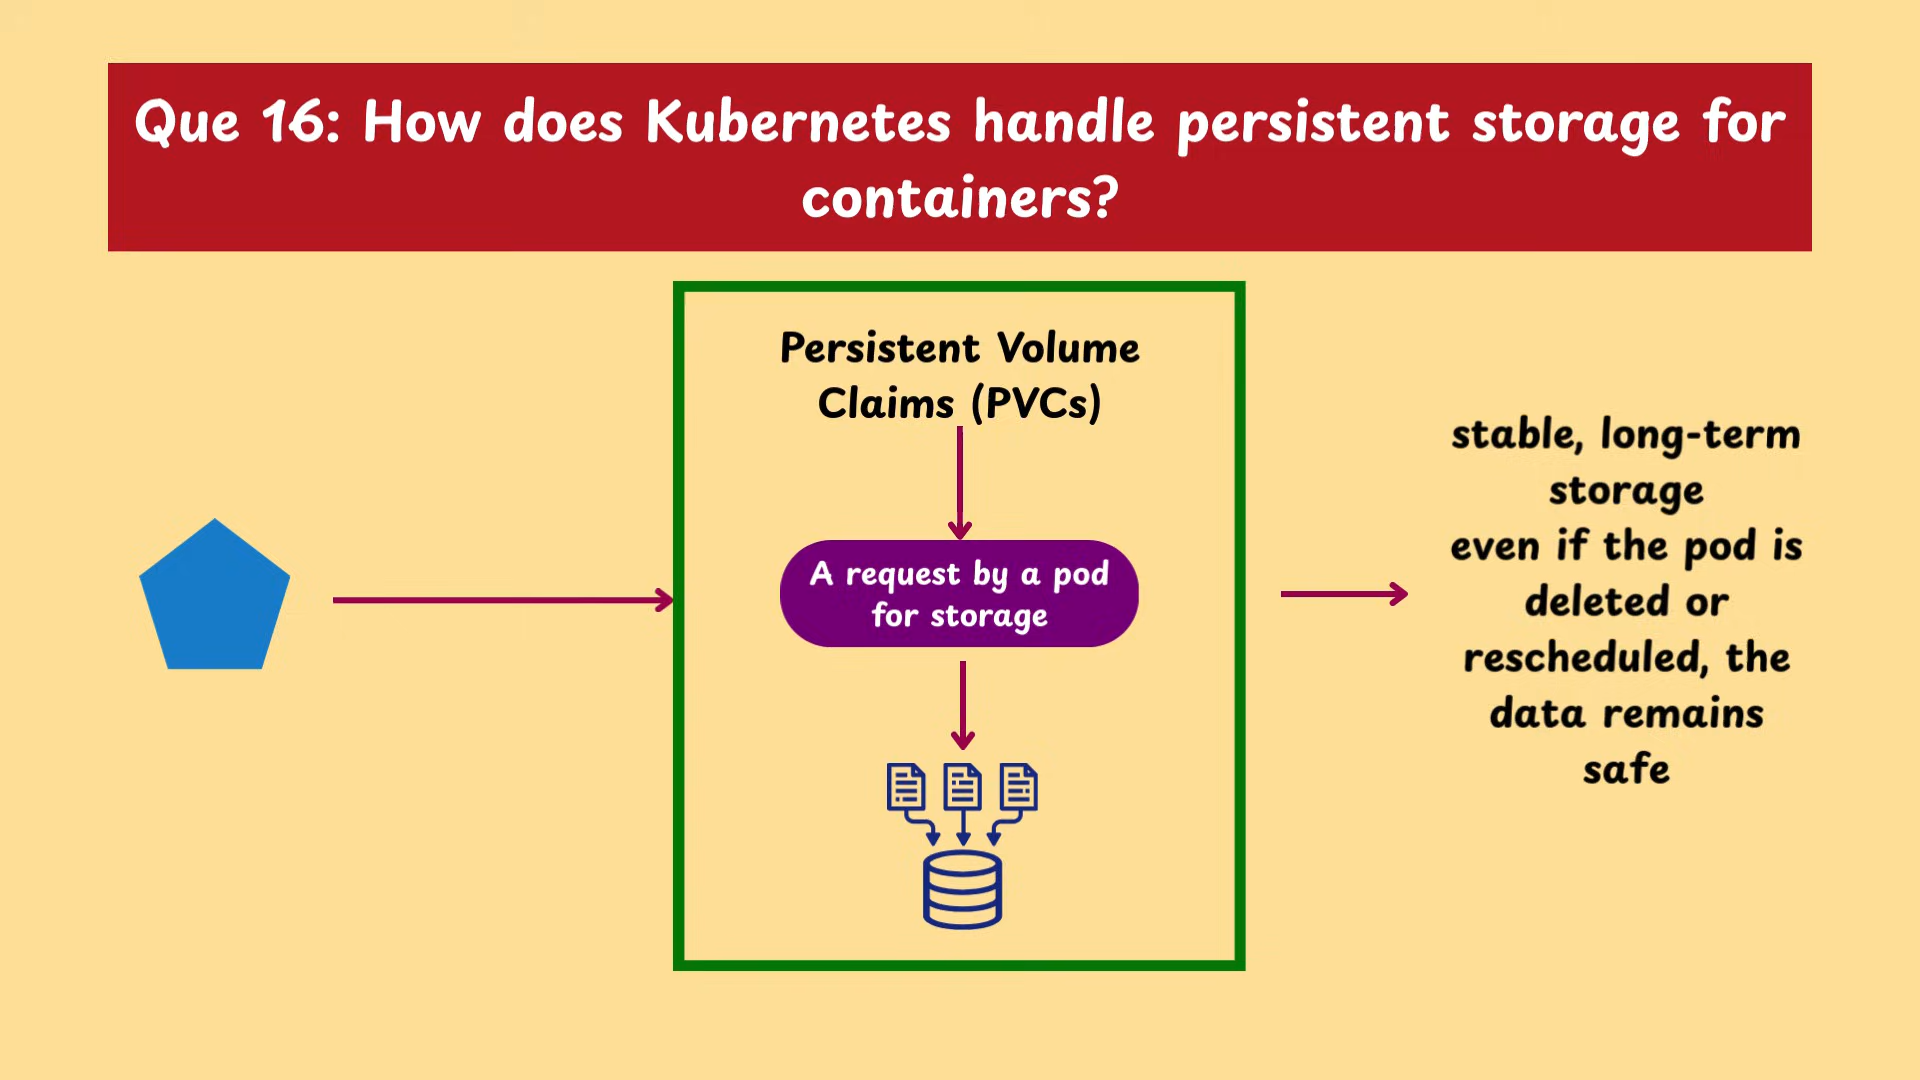 Que 16: How does Kubernetes handle persistent storage for
containers?
Persistent Volume
Claims (PVCs)
A request by a pod
for storage
stable, long-term
storage
even if the pod is
deleted or
rescheduled, the
data remains
safe